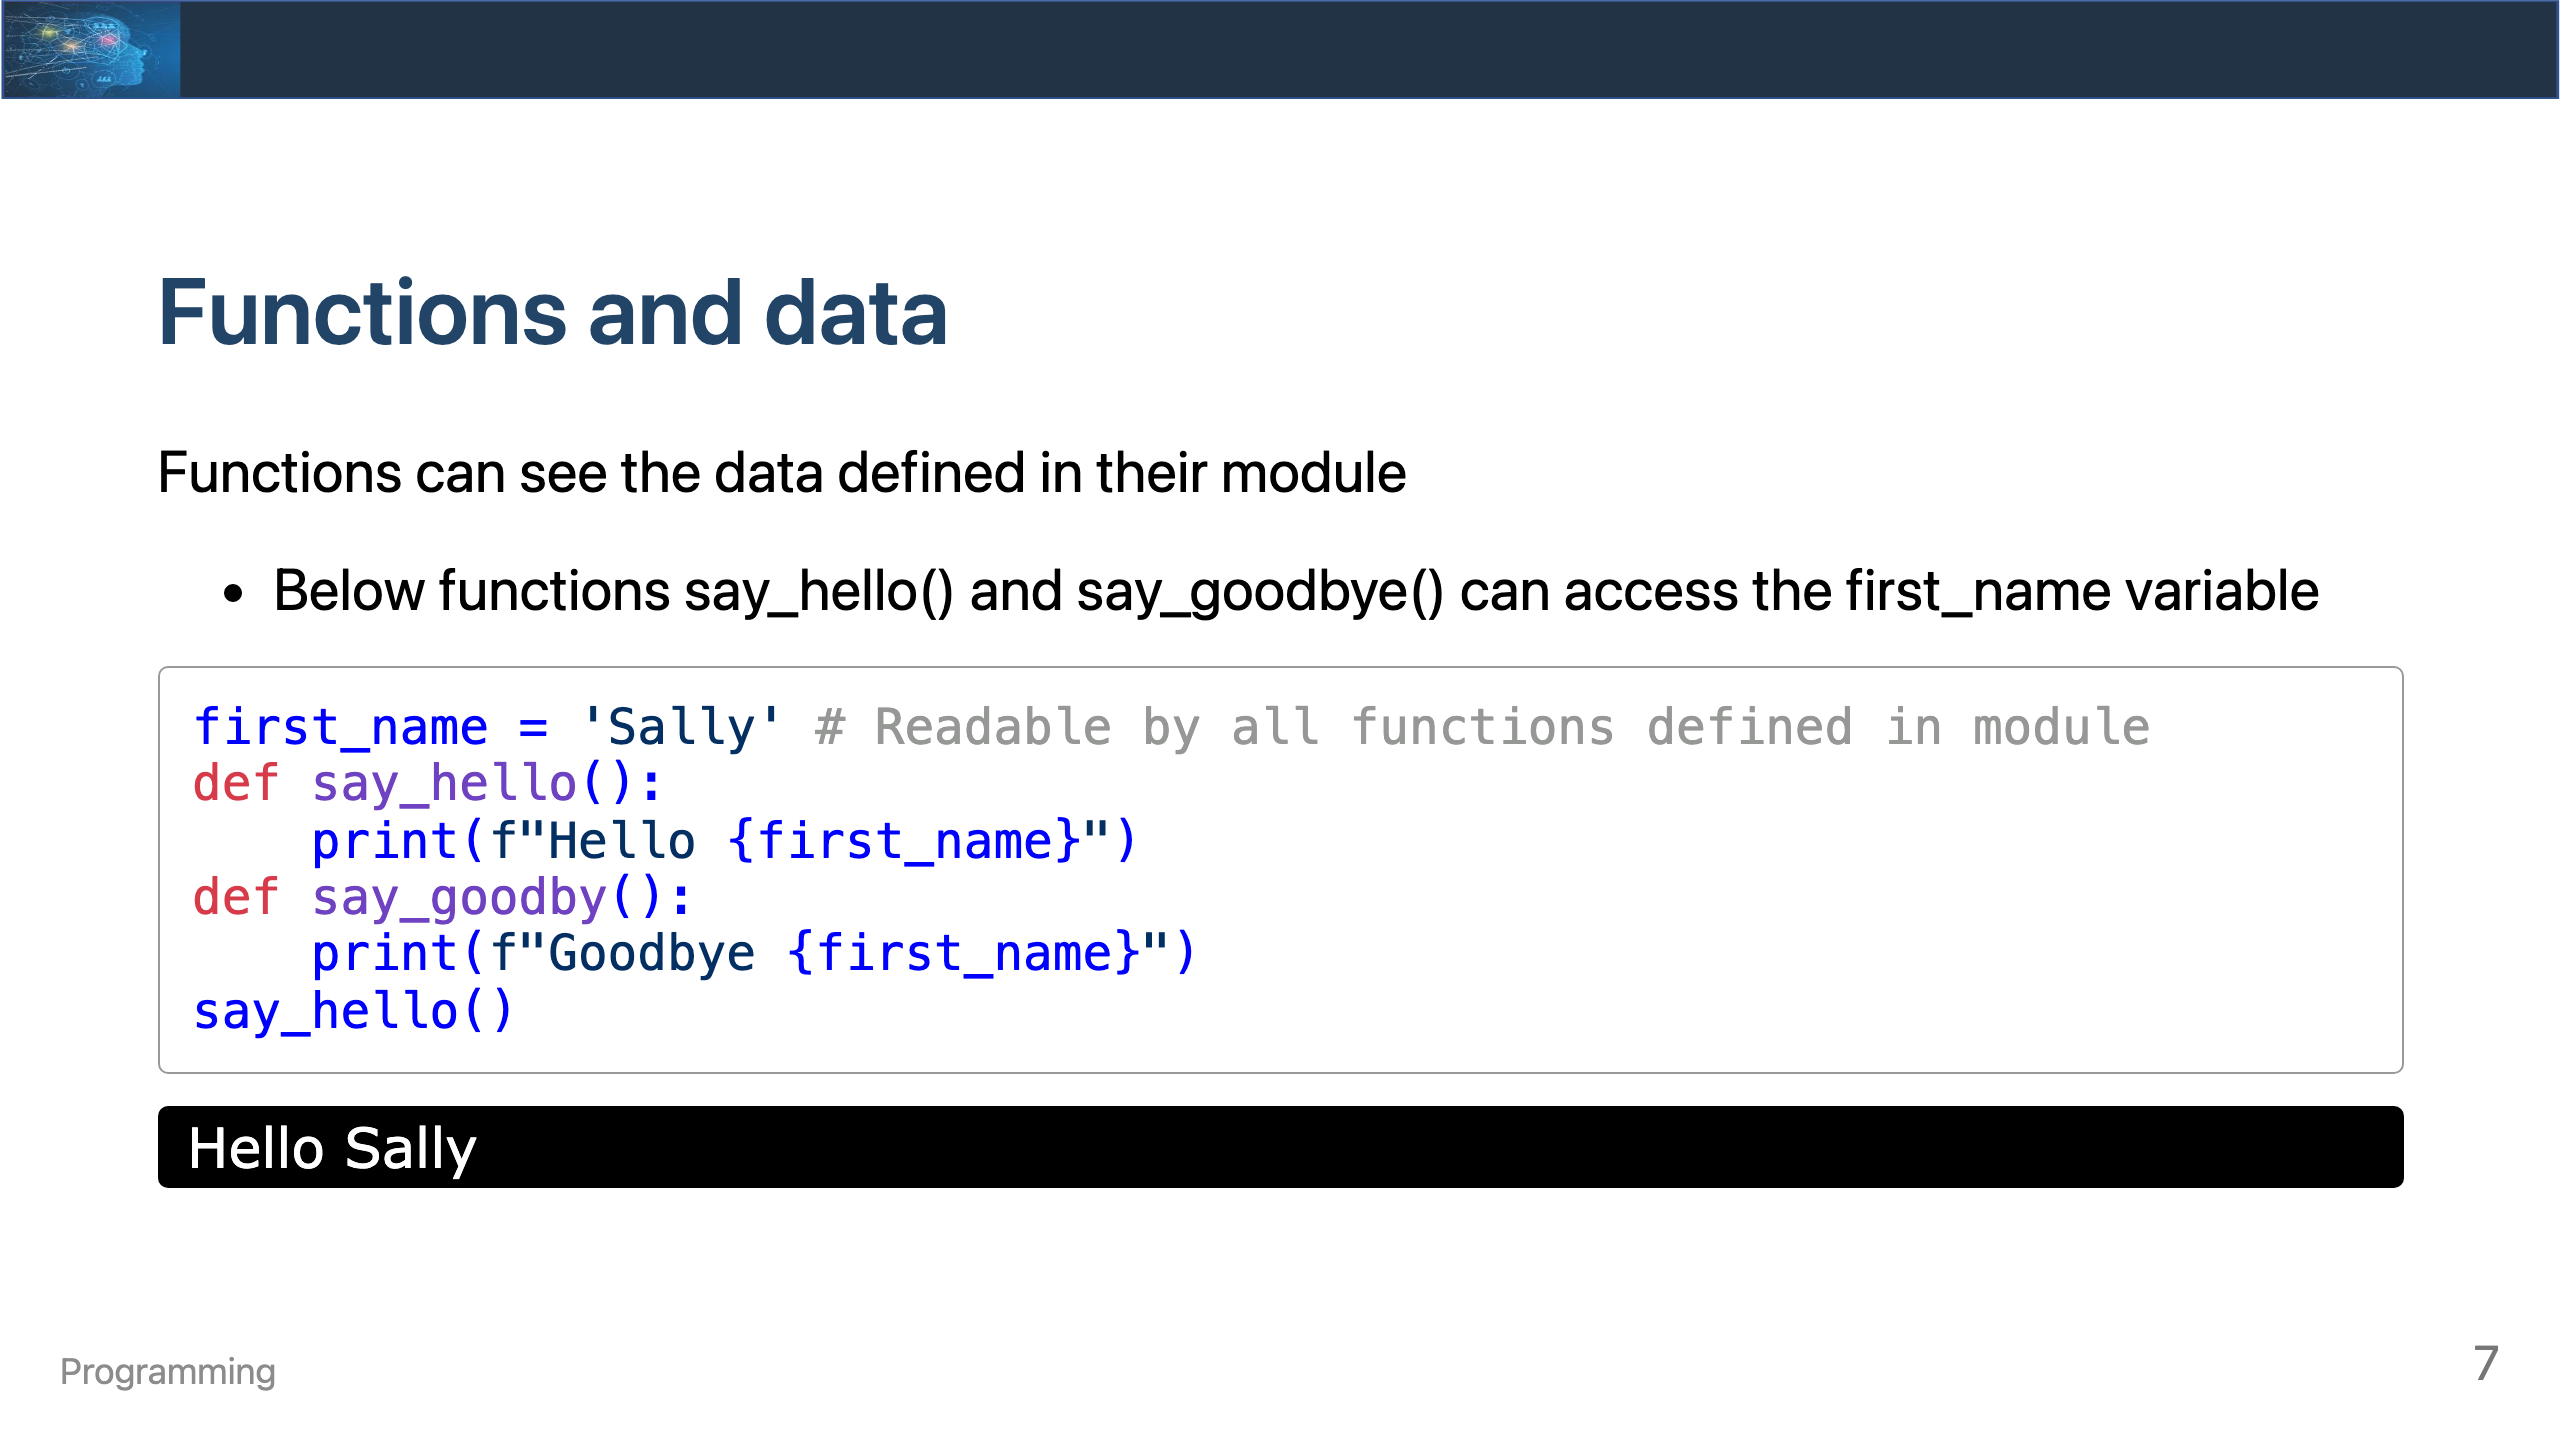 Functions and data
Functions can see the data defined in their module
• Below functions say_hello() and say_goodbye() can access the first_name variable
first_name = 'Sally' # Readable by all functions defined in module
def say_hello():
    print(f"Hello {first_name}")
def say_goodby():
    print(f"Goodbye {first_name}")
say_hello()
Hello Sally
Programming
7